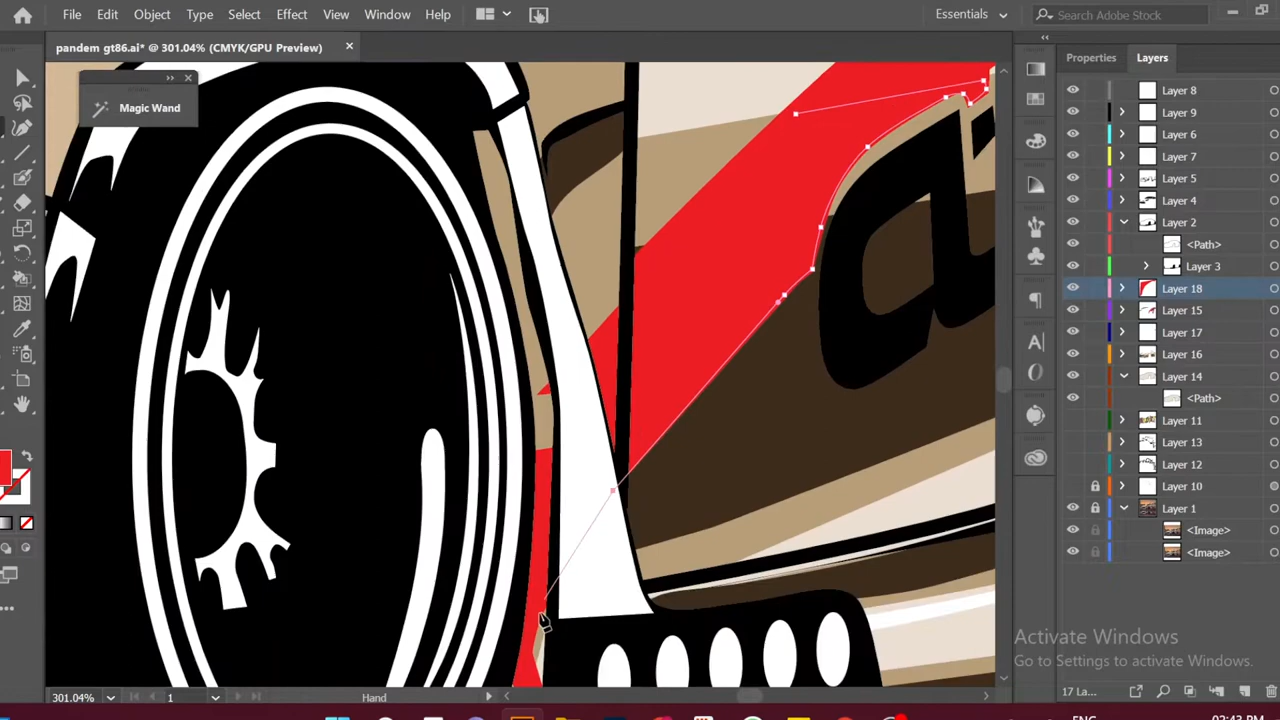 File Edit Object Type Select Effect View Window Help
Essentials
Search Adobe Stock
pandem gt86.ai* @ 301.04% (CMYK/GPU Preview) ×
Magic Wand
Properties Layers
Layer 8
Layer 9
Layer 6
Layer 7
Layer 5
Layer 4
Layer 2
<Path>
Layer 3
Layer 18
Layer 15
Layer 17
Layer 16
Layer 14
<Path>
Layer 11
Layer 13
Layer 12
Layer 10
Layer 1
<Image>
<Image>
Activate Windows
Go to Settings to activate Windows.
301.04% 1 Hand
17 La...